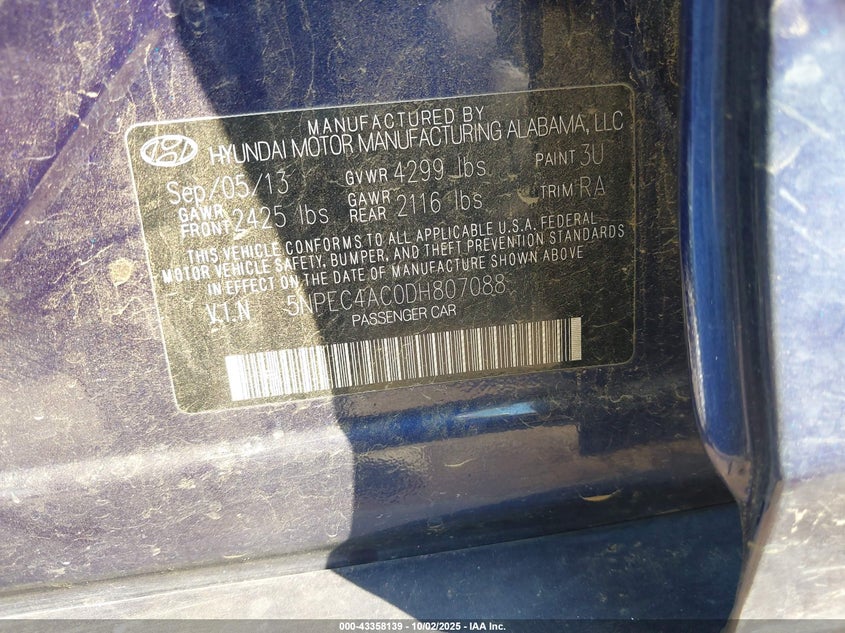 MANUFACTURED BY
HYUNDAI MOTOR MANUFACTURING ALABAMA, LLC
Sep/05/13 GVWR 4299 lbs PAINT 3U
GAWR FRONT 2425 lbs GAWR REAR 2116 lbs TRIM RA
THIS VEHICLE CONFORMS TO ALL APPLICABLE U.S.A. FEDERAL
MOTOR VEHICLE SAFETY, BUMPER, AND THEFT PREVENTION STANDARDS
IN EFFECT ON THE DATE OF MANUFACTURE SHOWN ABOVE
V.I.N 5NPEC4AC0DH807088
PASSENGER CAR
000-43358139 - 10/02/2025 - IAA Inc.